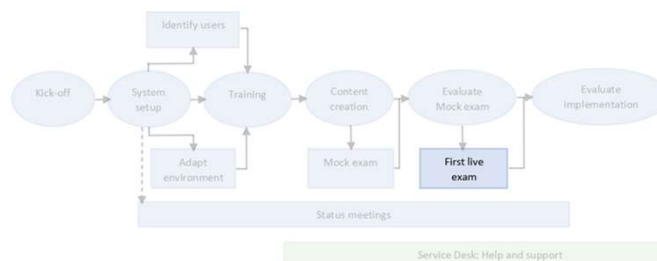 Identify users
Kick-off
System
setup
Training
Content
creation
Evaluate
Mock exam
Evaluate
implementation
Adapt
environment
Mock exam
First live
exam
Status meetings
Service Desk: Help and support